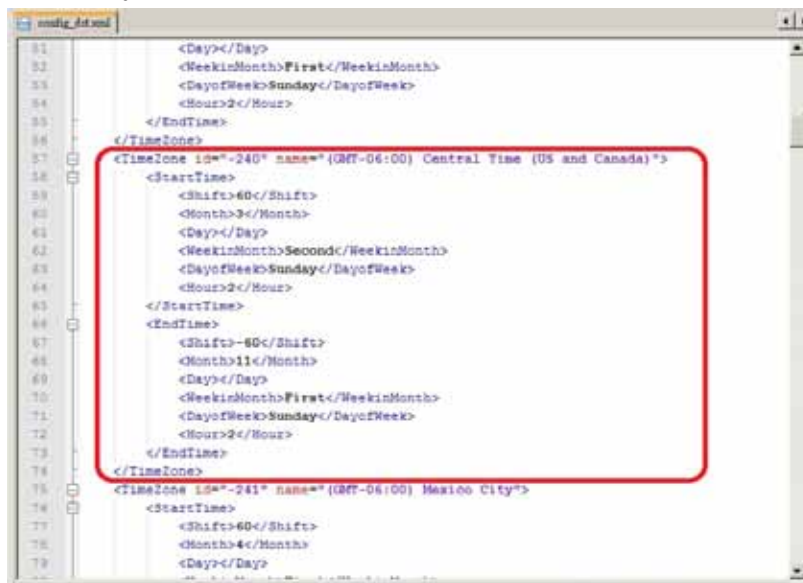 config_dst.xml
51 <Day></Day>
52 <WeekinMonth>First</WeekinMonth>
53 <DayofWeek>Sunday</DayofWeek>
54 <Hour>2</Hour>
55 </EndTime>
56 </TimeZone>
57 <TimeZone id="-240" name="(GMT-06:00) Central Time (US and Canada)">
58 <StartTime>
59 <Shift>60</Shift>
60 <Month>3</Month>
61 <Day></Day>
62 <WeekinMonth>Second</WeekinMonth>
63 <DayofWeek>Sunday</DayofWeek>
64 <Hour>2</Hour>
65 </StartTime>
66 <EndTime>
67 <Shift>-60</Shift>
68 <Month>11</Month>
69 <Day></Day>
70 <WeekinMonth>First</WeekinMonth>
71 <DayofWeek>Sunday</DayofWeek>
72 <Hour>2</Hour>
73 </EndTime>
74 </TimeZone>
75 <TimeZone id="-241" name="(GMT-06:00) Mexico City">
76 <StartTime>
77 <Shift>60</Shift>
78 <Month>4</Month>
79 <Day></Day>